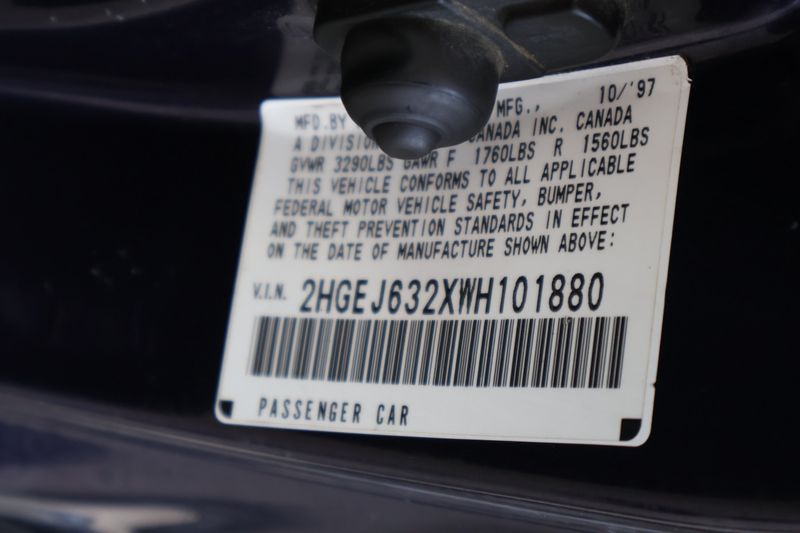 MFD.BY MFG., 10/'97
A DIVISION CANADA INC. CANADA
GVWR 3290LBS GAWR F 1760LBS R 1560LBS
THIS VEHICLE CONFORMS TO ALL APPLICABLE
FEDERAL MOTOR VEHICLE SAFETY, BUMPER,
AND THEFT PREVENTION STANDARDS IN EFFECT
ON THE DATE OF MANUFACTURE SHOWN ABOVE:
V.I.N. 2HGEJ632XWH101880
PASSENGER CAR